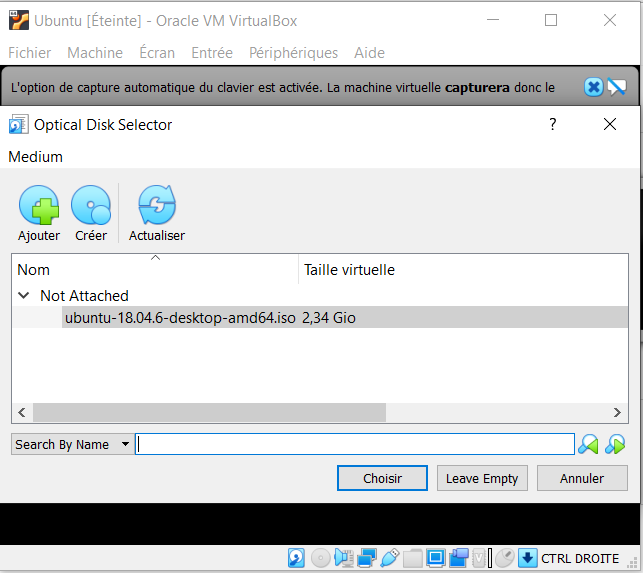 Ubuntu [Éteinte] - Oracle VM VirtualBox
Fichier Machine Écran Entrée Périphériques Aide
L'option de capture automatique du clavier est activée. La machine virtuelle capturera donc le
Optical Disk Selector ?
Medium
Ajouter Créer Actualiser
Nom Taille virtuelle
Not Attached
ubuntu-18.04.6-desktop-amd64.iso 2,34 Gio
Search By Name
Choisir Leave Empty Annuler
CTRL DROITE